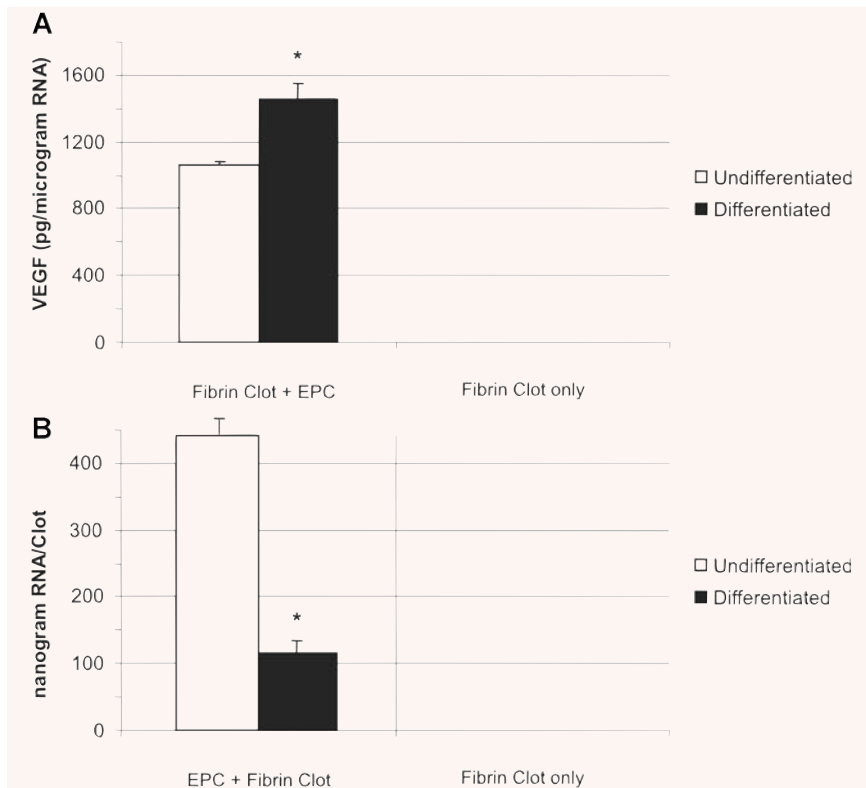 A
VEGF (pg/microgram RNA)
*
1600
1200
800
400
0
Undifferentiated
Differentiated
Fibrin Clot + EPC
Fibrin Clot only
B
nanogram RNA/Clot
400
300
200
*
100
0
Undifferentiated
Differentiated
EPC + Fibrin Clot
Fibrin Clot only